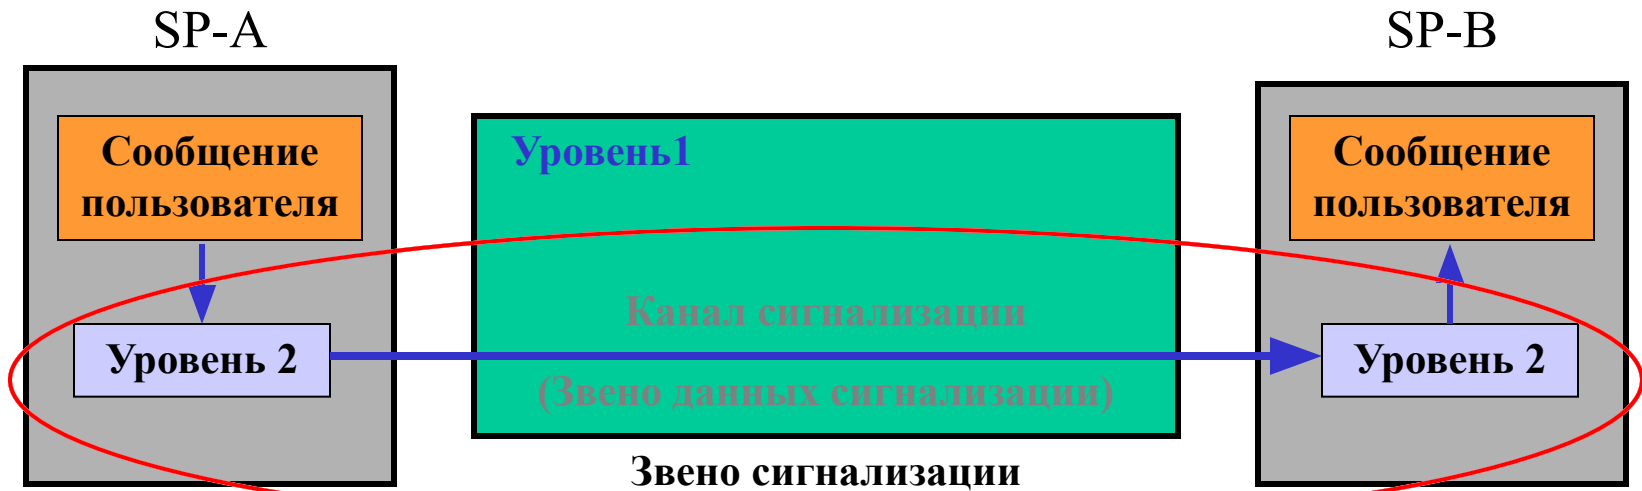 SP-A
SP-B
Сообщение
пользователя
Уровень1
Сообщение
пользователя
Канал сигнализации
Уровень 2
Уровень 2
(Звено данных сигнализации)
Звено сигнализации